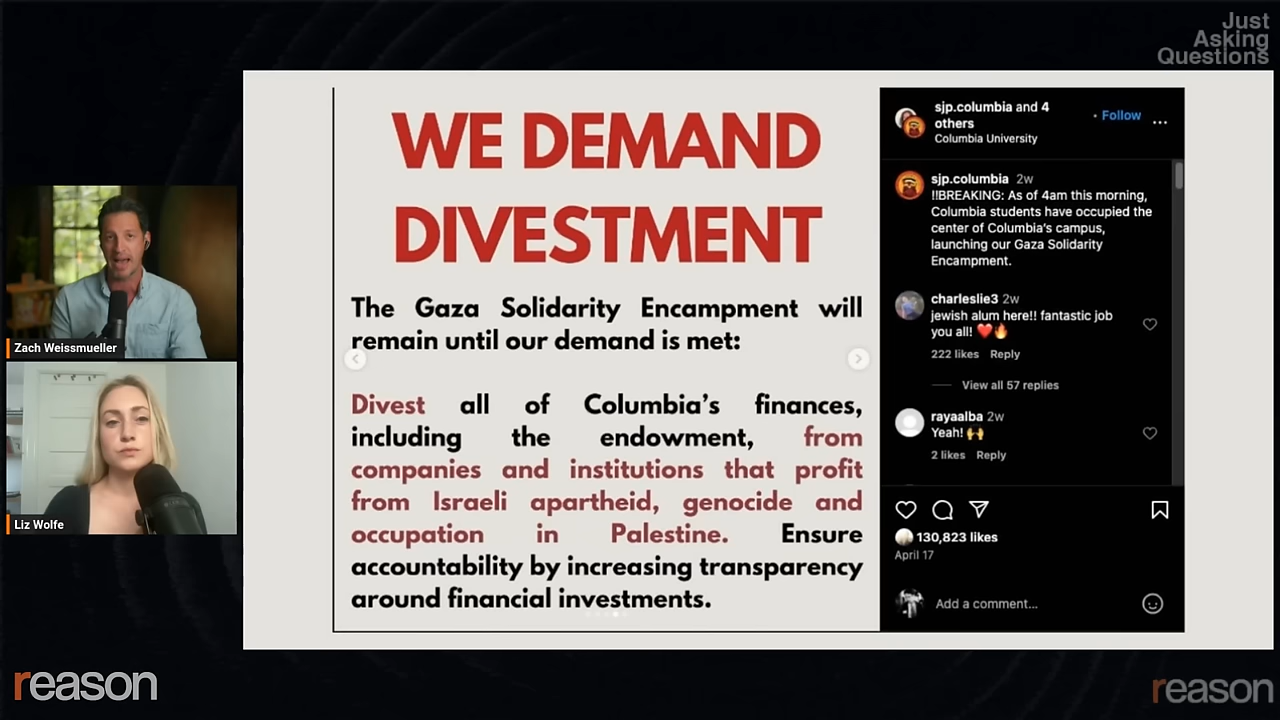 Just
Asking
Questions
WE DEMAND
DIVESTMENT
The Gaza Solidarity Encampment will
remain until our demand is met:
Divest all of Columbia's finances,
including the endowment, from
companies and institutions that profit
from Israeli apartheid, genocide and
occupation in Palestine. Ensure
accountability by increasing transparency
around financial investments.
sjp.columbia and 4
others
• Follow
Columbia University
sjp.columbia 2w
!!BREAKING: As of 4am this morning,
Columbia students have occupied the
center of Columbia's campus,
launching our Gaza Solidarity
Encampment.
charleslie3 2w
jewish alum here!! fantastic job
you all! ❤️🔥
222 likes Reply
View all 57 replies
rayaalba 2w
Yeah! 🙌
2 likes Reply
130,823 likes
April 17
Add a comment...
Zach Weissmueller
Liz Wolfe
reason
reason